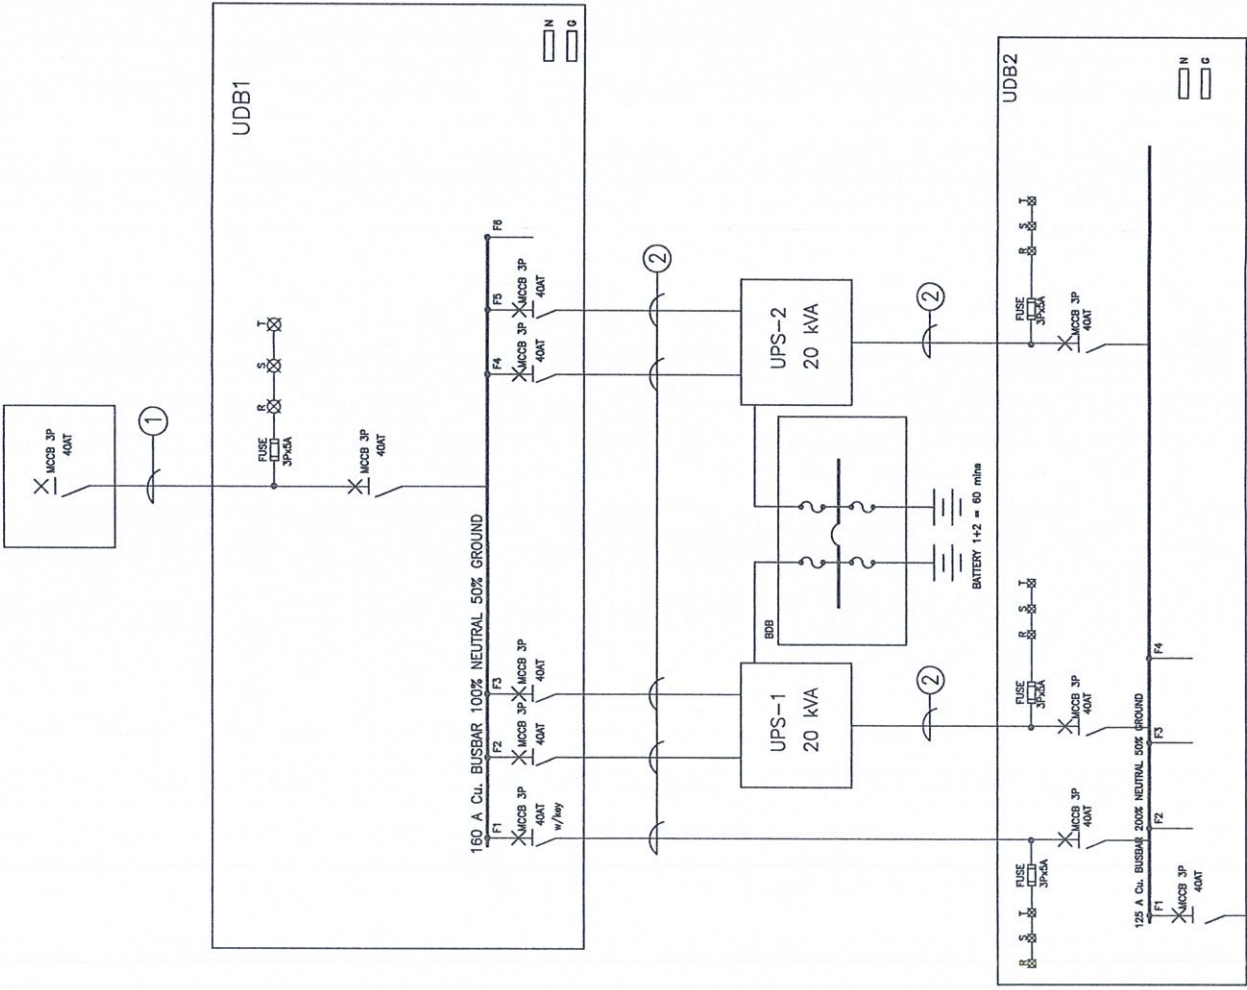 MCCB 3P
40AT
1
UDB1
N
G
R
S
T
FUSE
3Px5A
MCCB 3P
40AT
160 A Cu. BUSBAR 100% NEUTRAL 50% GROUND
F1
MCCB 3P
40AT
w/key
F2
MCCB 3P
40AT
F3
MCCB 3P
40AT
F4
MCCB 3P
40AT
F5
MCCB 3P
40AT
F6
2
UPS-1
20 kVA
UPS-2
20 kVA
BDB
BATTERY 1+2 = 60 mins
2
2
UDB2
N
G
R S T
FUSE
3Px5A
MCCB 3P
40AT
R S T
FUSE
3Px5A
MCCB 3P
40AT
R S T
FUSE
3Px5A
MCCB 3P
40AT
125 A Cu. BUSBAR 200% NEUTRAL 50% GROUND
F1
MCCB 3P
40AT
F2
F3
F4